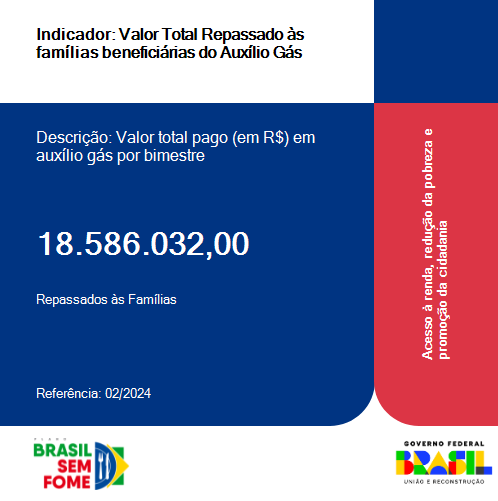 Indicador: Valor Total Repassado às
famílias beneficiárias do Auxílio Gás
Descrição: Valor total pago (em R$) em
auxílio gás por bimestre
18.586.032,00
Repassados às Famílias
Referência: 02/2024
Acesso à renda, redução da pobreza e
promoção da cidadania
PLANO
BRASIL
SEM
FOME
GOVERNO FEDERAL
BRASIL
UNIÃO E RECONSTRUÇÃO